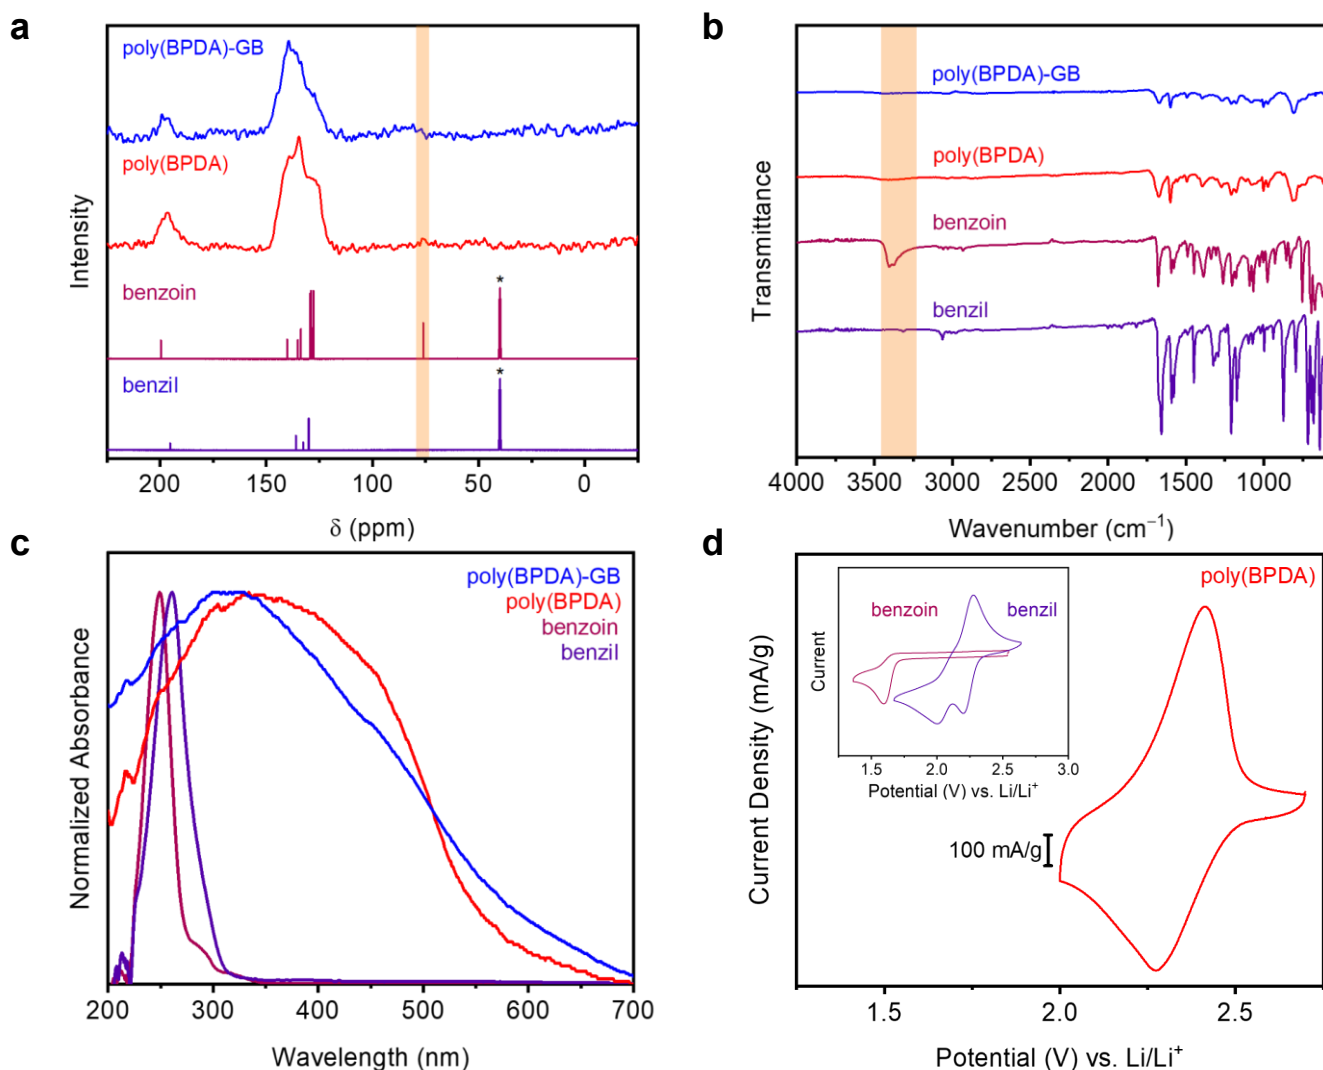 a
poly(BPDA)-GB
poly(BPDA)
benzoin
*
benzil
*
Intensity
200
150
100
50
0
δ (ppm)
b
poly(BPDA)-GB
poly(BPDA)
benzoin
benzil
Transmittance
4000
3500
3000
2500
2000
1500
1000
Wavenumber (cm⁻¹)
c
poly(BPDA)-GB
poly(BPDA)
benzoin
benzil
Normalized Absorbance
200
300
400
500
600
700
Wavelength (nm)
d
poly(BPDA)
benzoin
benzil
Current
1.5
2.0
2.5
3.0
Potential (V) vs. Li/Li⁺
100 mA/g
Current Density (mA/g)
1.5
2.0
2.5
Potential (V) vs. Li/Li⁺